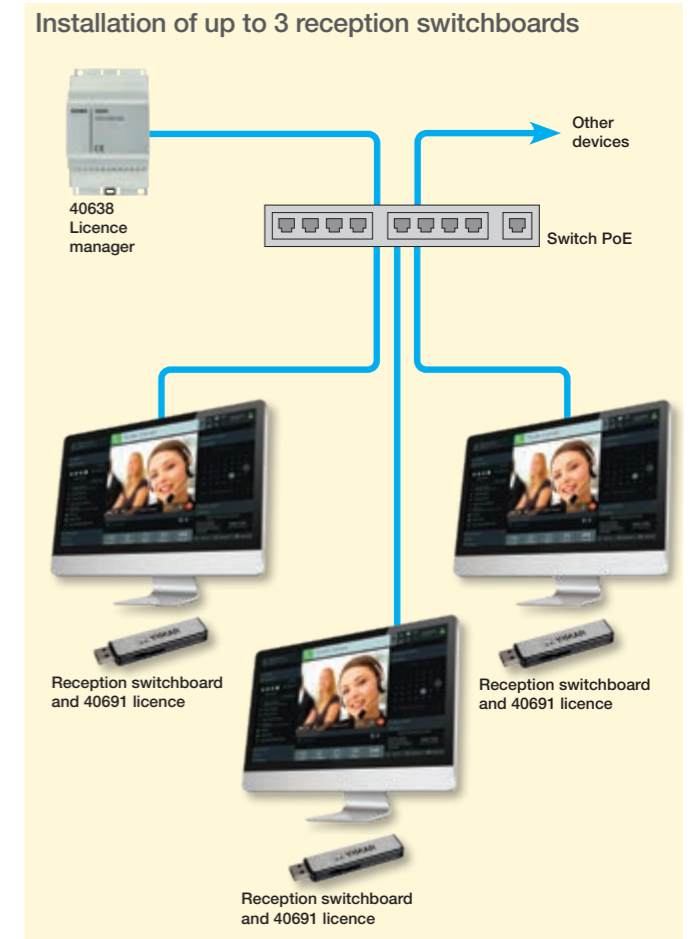 Installation of up to 3 reception switchboards
Other
devices
40638
Licence
manager
Switch PoE
Reception switchboard
and 40691 licence
Reception switchboard
and 40691 licence
Reception switchboard
and 40691 licence